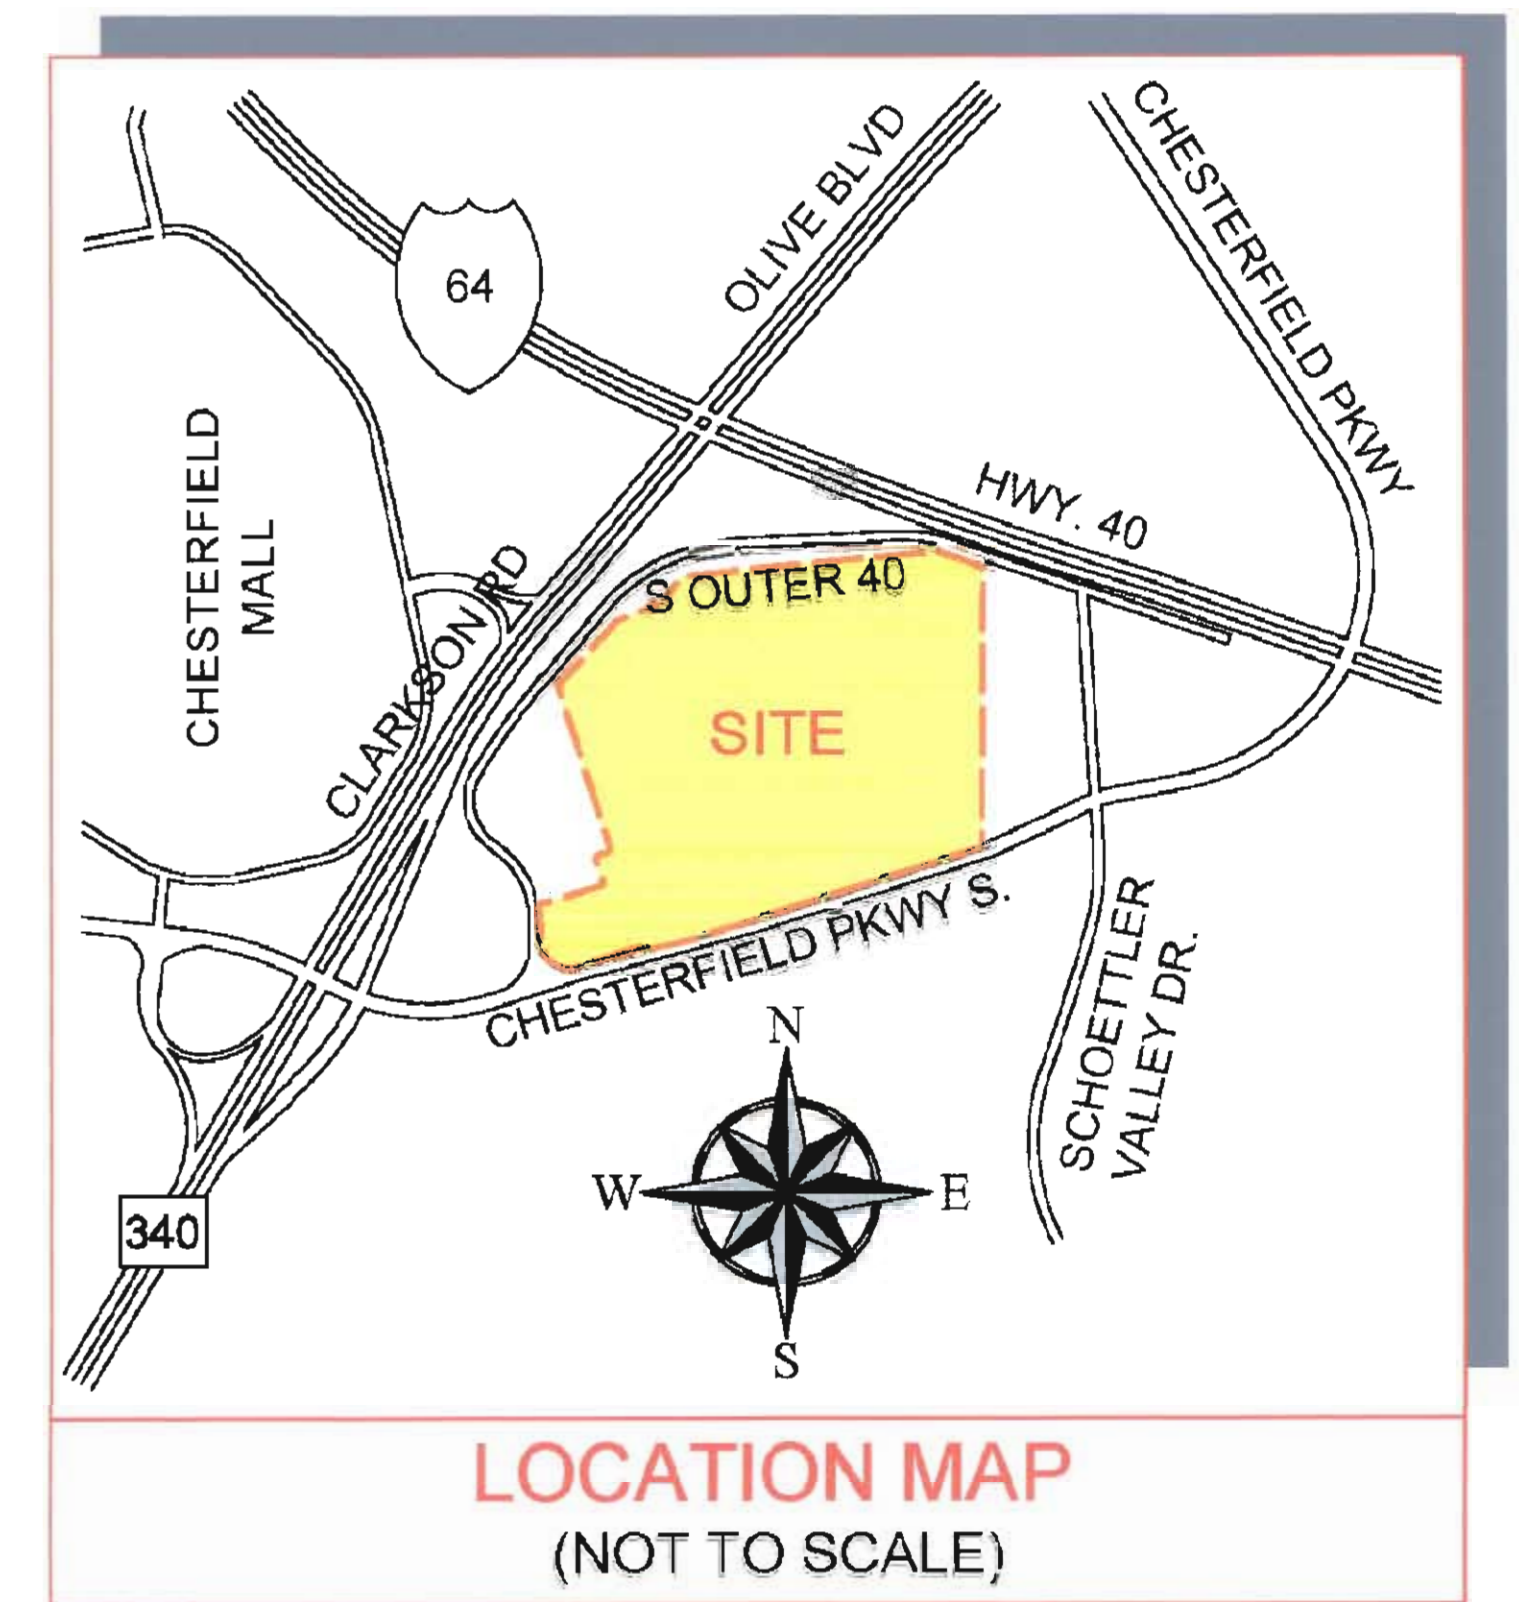 CHESTERFIELD PKWY
OLIVE BLVD
64
CHESTERFIELD
MALL
HWY. 40
S OUTER 40
CLARKSON RD
SITE
CHESTERFIELD PKWY S.
SCHOETTLER
VALLEY DR.
N
W
E
S
340
LOCATION MAP
(NOT TO SCALE)